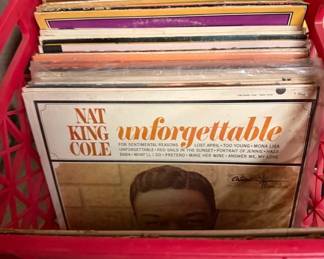 NAT
KING
COLE
unforgettable
FOR SENTIMENTAL REASONS • LOST APRIL • TOO YOUNG • MONA LISA
UNFORGETTABLE • RED SAILS IN THE SUNSET • PORTRAIT OF JENNIE • HAJJI
BABA • WHAT'LL I DO • PRETEND • MAKE HER MINE • ANSWER ME, MY LOVE